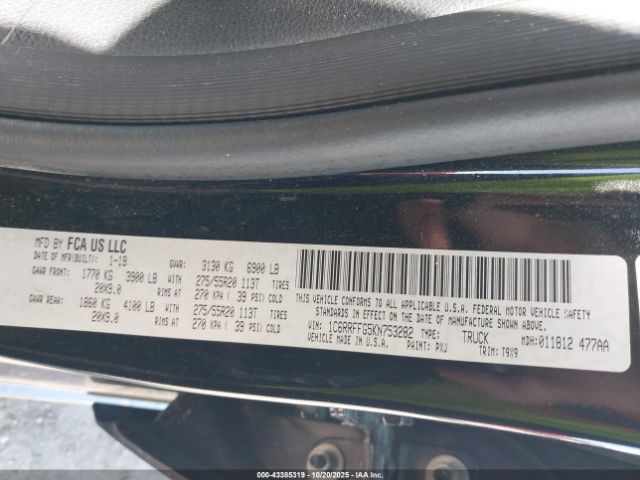 MFD BY FCA US LLC
DATE OF MFR(BUILT): 1-19 GVWR: 3130 KG 6900 LB
GAWR FRONT: 1770 KG 3900 LB WITH 275/55R20 113T TIRES
20X9.0 RIMS AT 270 KPA ( 39 PSI) COLD
GAWR REAR: 1860 KG 4100 LB WITH 275/55R20 113T TIRES
20X9.0 RIMS AT 270 KPA ( 39 PSI) COLD
THIS VEHICLE CONFORMS TO ALL APPLICABLE U.S.A. FEDERAL MOTOR VEHICLE SAFETY
STANDARDS IN EFFECT ON THE DATE OF MANUFACTURE SHOWN ABOVE.
VIN: 1C6RRFFG5KN753282 TYPE: TRUCK MDH: 011812 477AA
VEHICLE MADE IN U.S.A. PAINT: PXJ TRIM: T9X9
000-43385319 - 10/20/2025 - IAAI.COM